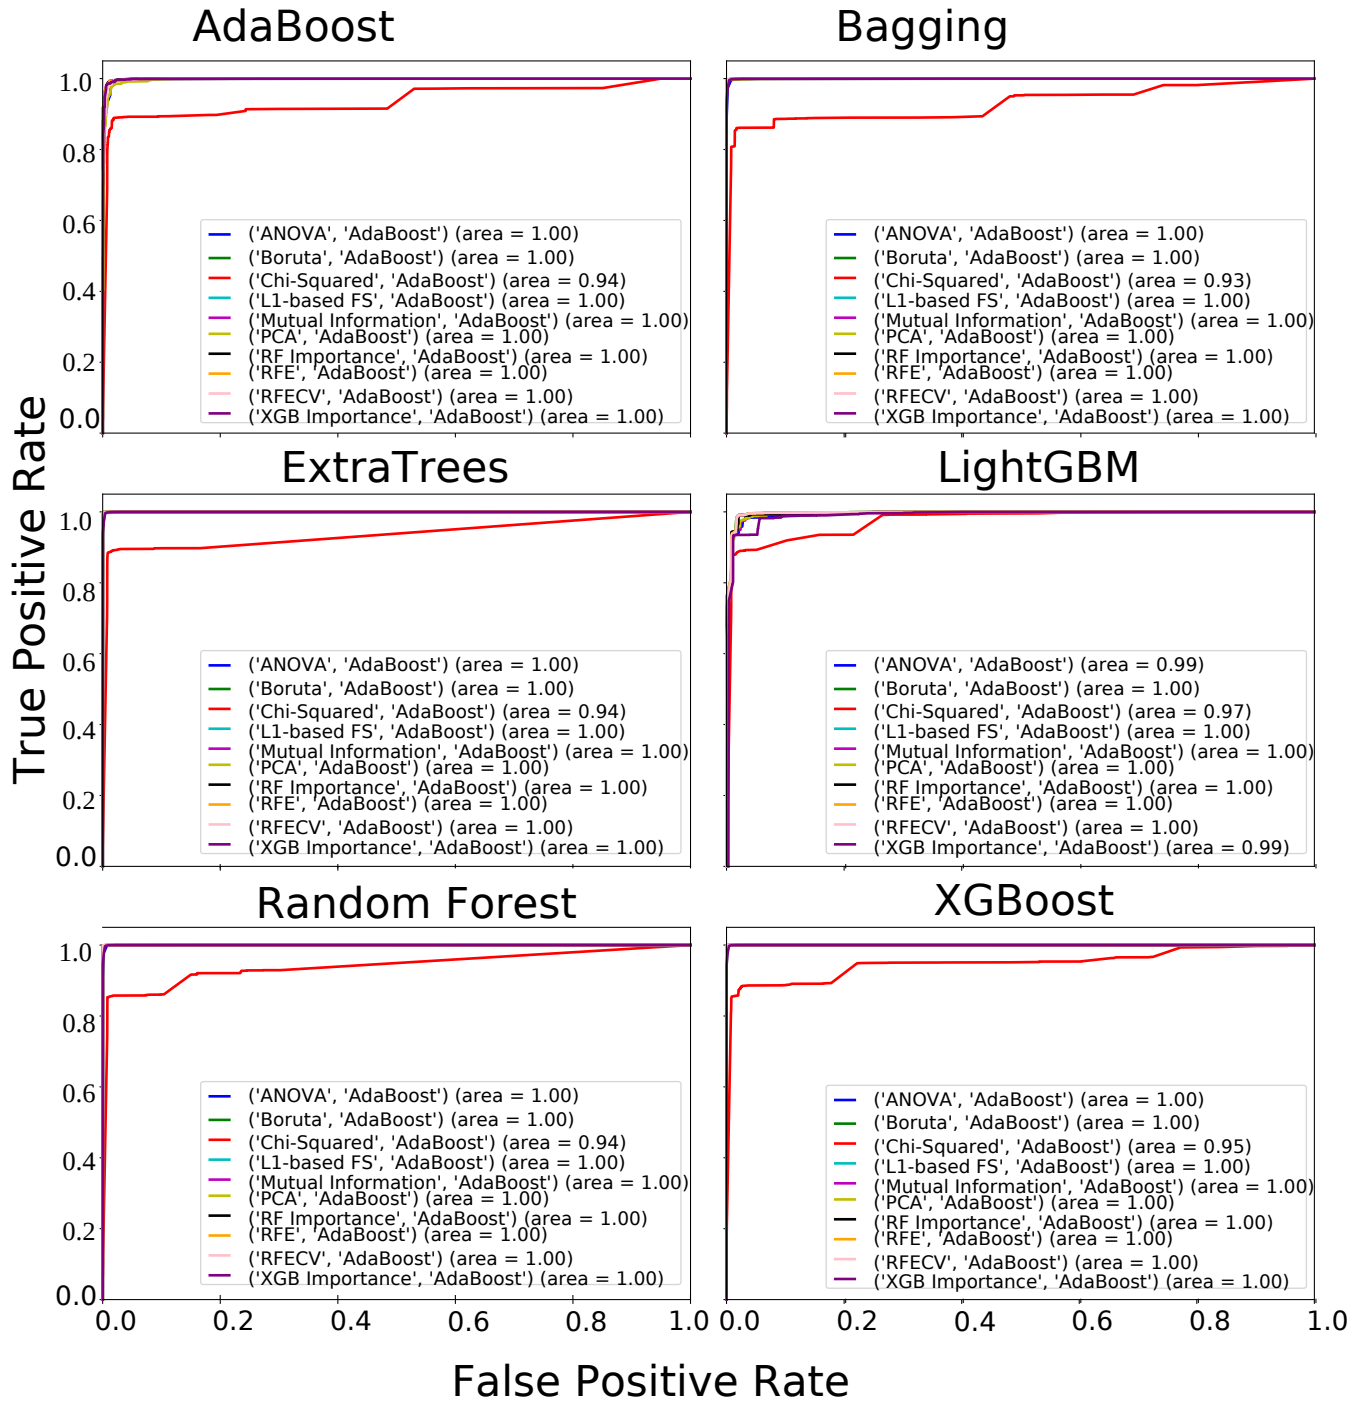 AdaBoost
Bagging
1.0
0.8
0.6
0.4
0.2
0.0
('ANOVA', 'AdaBoost') (area = 1.00)
('Boruta', 'AdaBoost') (area = 1.00)
('Chi-Squared', 'AdaBoost') (area = 0.94)
('L1-based FS', 'AdaBoost') (area = 1.00)
('Mutual Information', 'AdaBoost') (area = 1.00)
('PCA', 'AdaBoost') (area = 1.00)
('RF Importance', 'AdaBoost') (area = 1.00)
('RFE', 'AdaBoost') (area = 1.00)
('RFECV', 'AdaBoost') (area = 1.00)
('XGB Importance', 'AdaBoost') (area = 1.00)
('ANOVA', 'AdaBoost') (area = 1.00)
('Boruta', 'AdaBoost') (area = 1.00)
('Chi-Squared', 'AdaBoost') (area = 0.93)
('L1-based FS', 'AdaBoost') (area = 1.00)
('Mutual Information', 'AdaBoost') (area = 1.00)
('PCA', 'AdaBoost') (area = 1.00)
('RF Importance', 'AdaBoost') (area = 1.00)
('RFE', 'AdaBoost') (area = 1.00)
('RFECV', 'AdaBoost') (area = 1.00)
('XGB Importance', 'AdaBoost') (area = 1.00)
True Positive Rate
ExtraTrees
LightGBM
1.0
0.8
0.6
0.4
0.2
0.0
('ANOVA', 'AdaBoost') (area = 1.00)
('Boruta', 'AdaBoost') (area = 1.00)
('Chi-Squared', 'AdaBoost') (area = 0.94)
('L1-based FS', 'AdaBoost') (area = 1.00)
('Mutual Information', 'AdaBoost') (area = 1.00)
('PCA', 'AdaBoost') (area = 1.00)
('RF Importance', 'AdaBoost') (area = 1.00)
('RFE', 'AdaBoost') (area = 1.00)
('RFECV', 'AdaBoost') (area = 1.00)
('XGB Importance', 'AdaBoost') (area = 1.00)
('ANOVA', 'AdaBoost') (area = 0.99)
('Boruta', 'AdaBoost') (area = 1.00)
('Chi-Squared', 'AdaBoost') (area = 0.97)
('L1-based FS', 'AdaBoost') (area = 1.00)
('Mutual Information', 'AdaBoost') (area = 1.00)
('PCA', 'AdaBoost') (area = 1.00)
('RF Importance', 'AdaBoost') (area = 1.00)
('RFE', 'AdaBoost') (area = 1.00)
('RFECV', 'AdaBoost') (area = 1.00)
('XGB Importance', 'AdaBoost') (area = 0.99)
Random Forest
XGBoost
1.0
0.8
0.6
0.4
0.2
0.0
('ANOVA', 'AdaBoost') (area = 1.00)
('Boruta', 'AdaBoost') (area = 1.00)
('Chi-Squared', 'AdaBoost') (area = 0.94)
('L1-based FS', 'AdaBoost') (area = 1.00)
('Mutual Information', 'AdaBoost') (area = 1.00)
('PCA', 'AdaBoost') (area = 1.00)
('RF Importance', 'AdaBoost') (area = 1.00)
('RFE', 'AdaBoost') (area = 1.00)
('RFECV', 'AdaBoost') (area = 1.00)
('XGB Importance', 'AdaBoost') (area = 1.00)
('ANOVA', 'AdaBoost') (area = 1.00)
('Boruta', 'AdaBoost') (area = 1.00)
('Chi-Squared', 'AdaBoost') (area = 0.95)
('L1-based FS', 'AdaBoost') (area = 1.00)
('Mutual Information', 'AdaBoost') (area = 1.00)
('PCA', 'AdaBoost') (area = 1.00)
('RF Importance', 'AdaBoost') (area = 1.00)
('RFE', 'AdaBoost') (area = 1.00)
('RFECV', 'AdaBoost') (area = 1.00)
('XGB Importance', 'AdaBoost') (area = 1.00)
0.0 0.2 0.4 0.6 0.8 1.0
0.0 0.2 0.4 0.6 0.8 1.0
False Positive Rate